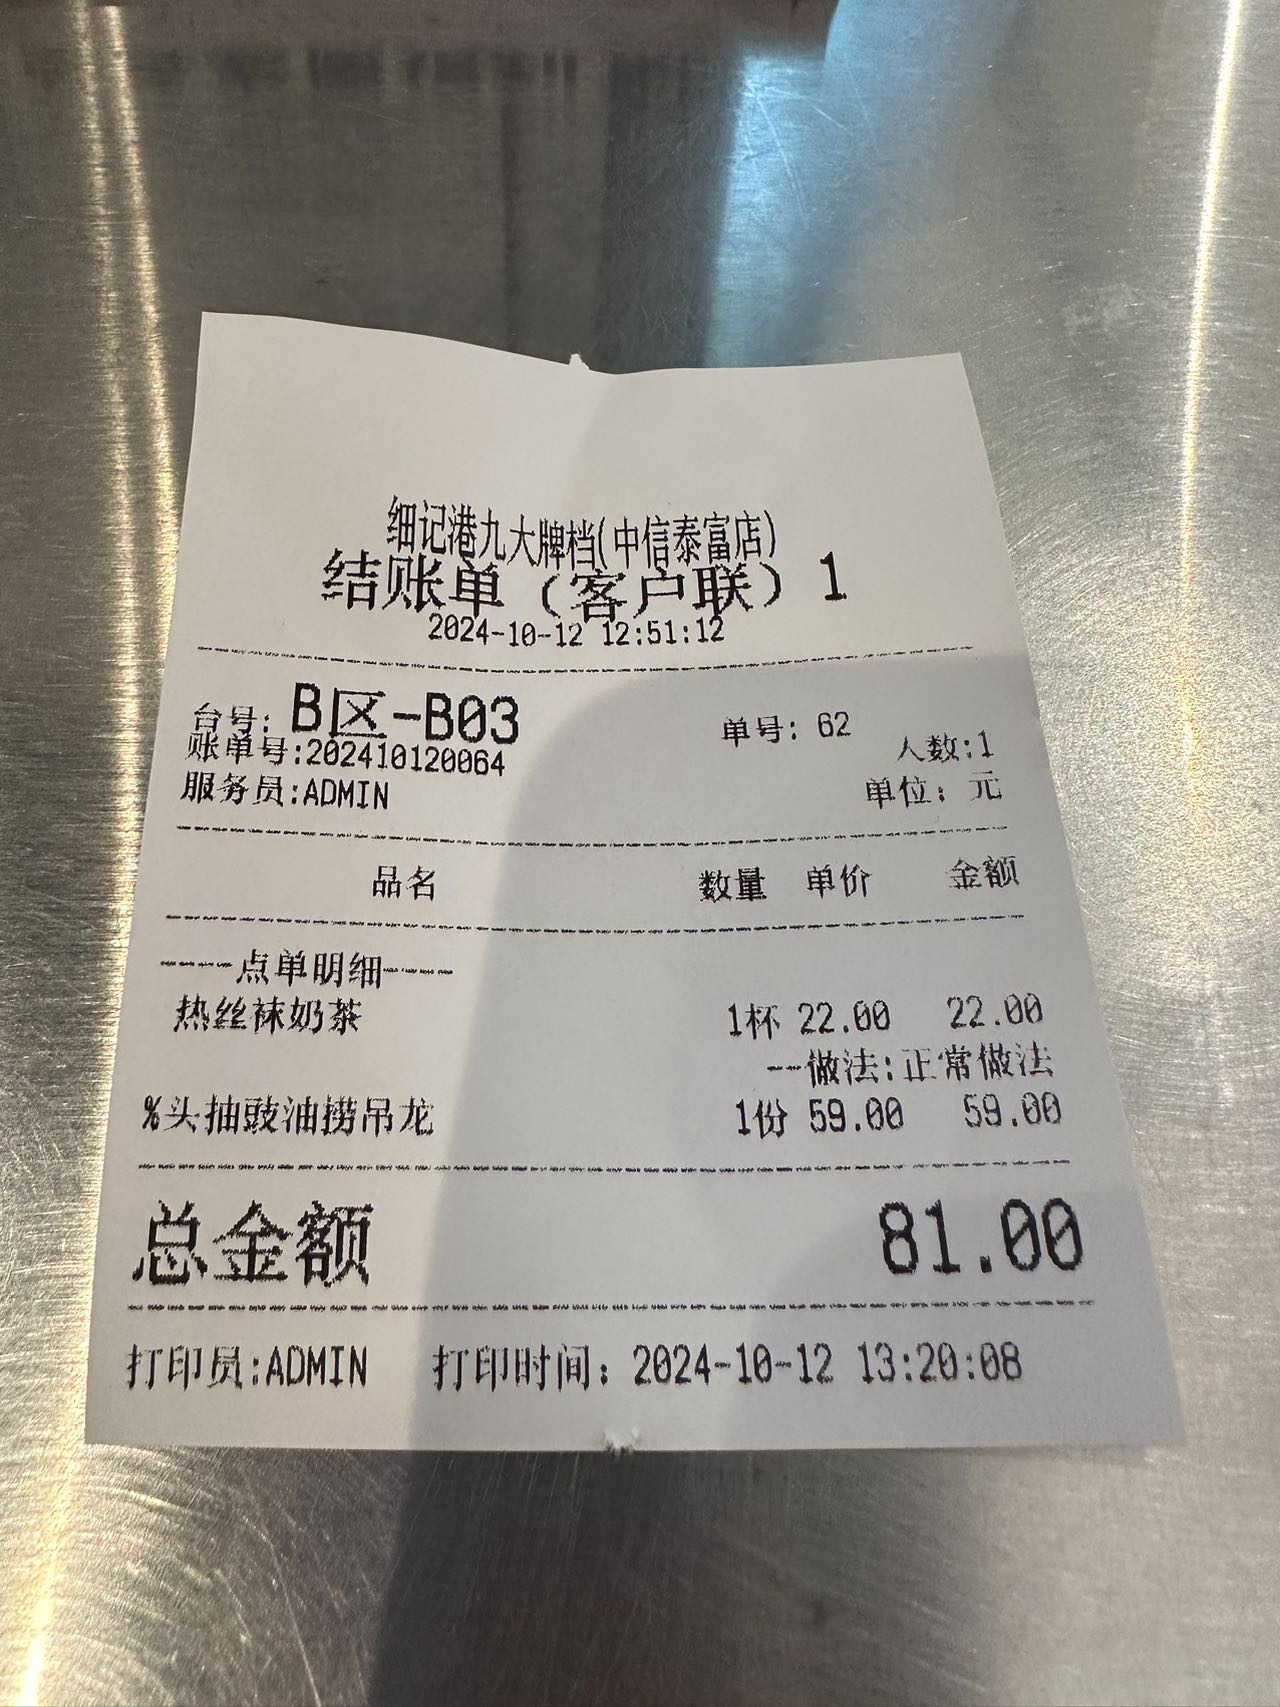 细记港九大牌档(中信泰富店)
结账单（客户联）1
2024-10-12 12:51:12
台号: B区-B03 单号: 62
账单号:202410120064 人数:1
服务员:ADMIN 单位: 元
品名 数量 单价 金额
----点单明细----
热丝袜奶茶 1杯 22.00 22.00
--做法:正常做法
%头抽豉油捞吊龙 1份 59.00 59.00
总金额 81.00
打印员:ADMIN 打印时间: 2024-10-12 13:20:08